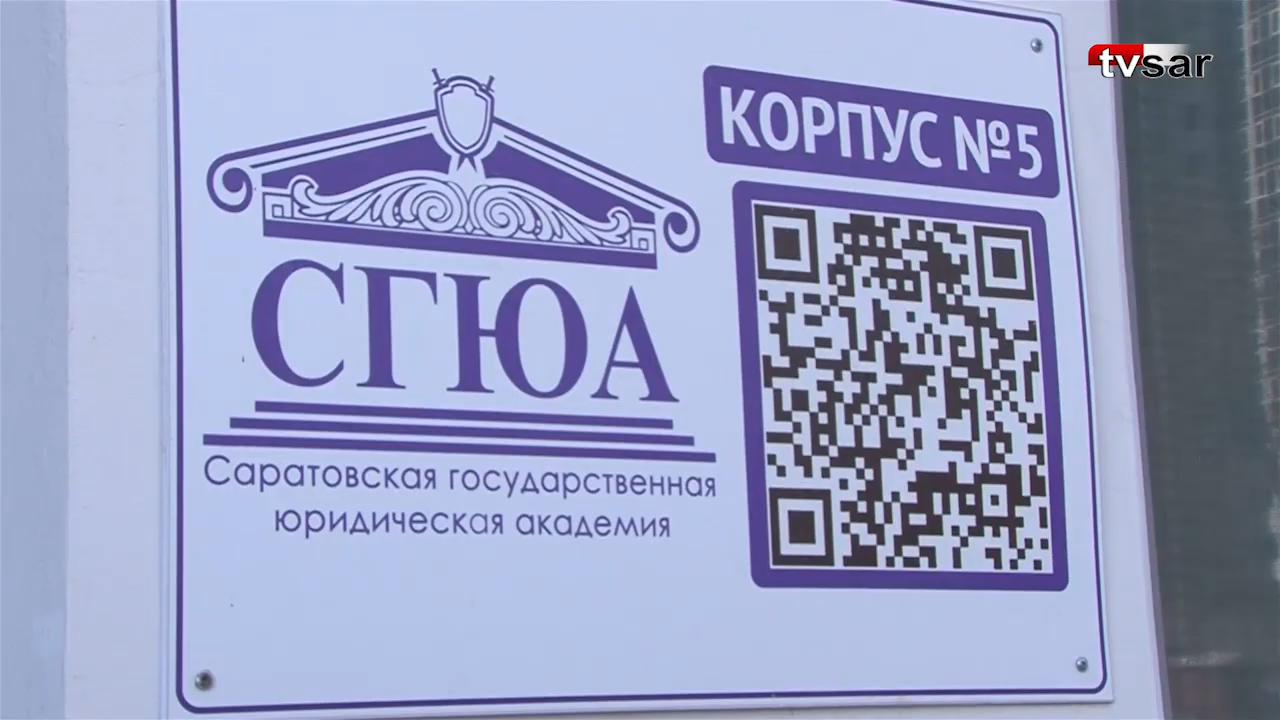 tvsar
КОРПУС №5
СГЮА
Саратовская государственная
юридическая академия